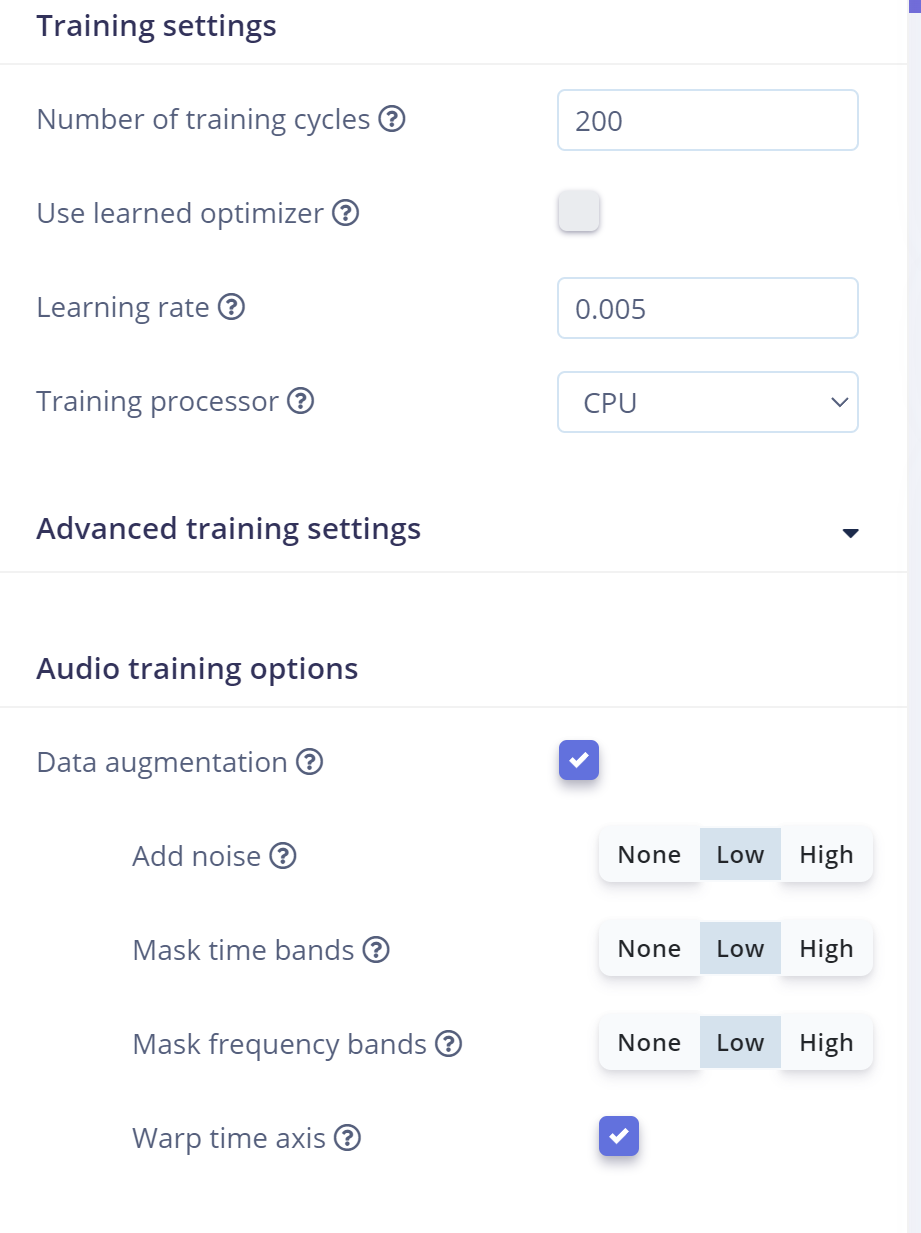 Training settings
Number of training cycles ?
200
Use learned optimizer ?
Learning rate ?
0.005
Training processor ?
CPU
Advanced training settings
Audio training options
Data augmentation ?
Add noise ?
None Low High
Mask time bands ?
None Low High
Mask frequency bands ?
None Low High
Warp time axis ?